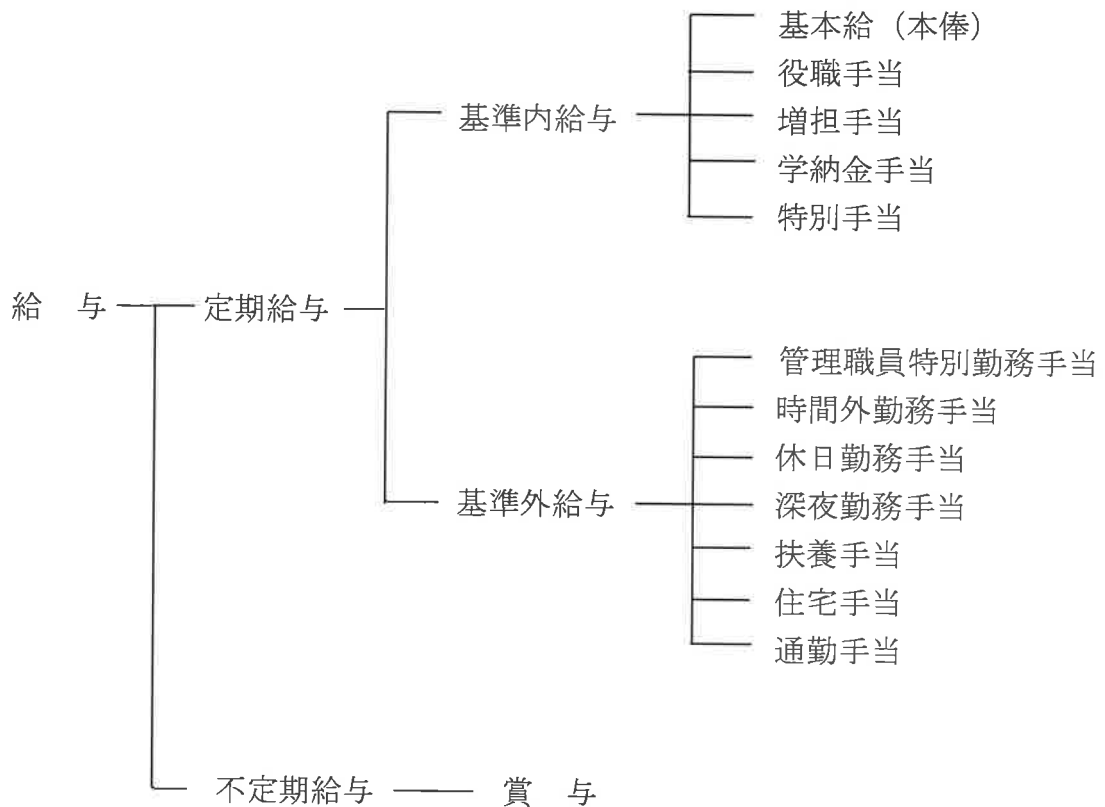 基本給（本俸）
役職手当
基準内給与
増担手当
学納金手当
特別手当
給　与
定期給与
管理職員特別勤務手当
時間外勤務手当
休日勤務手当
基準外給与
深夜勤務手当
扶養手当
住宅手当
通勤手当
不定期給与
賞　与